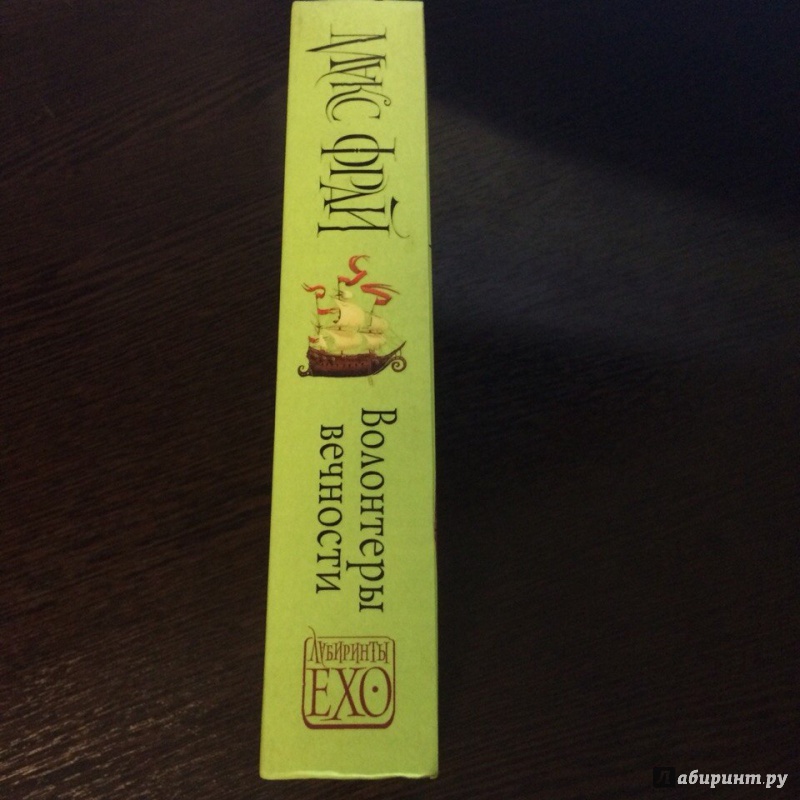 МАКС ФРАЙ
Волонтеры
вечности
ЛАБИРИНТЫ
ЕХО
Лабиринт.ру